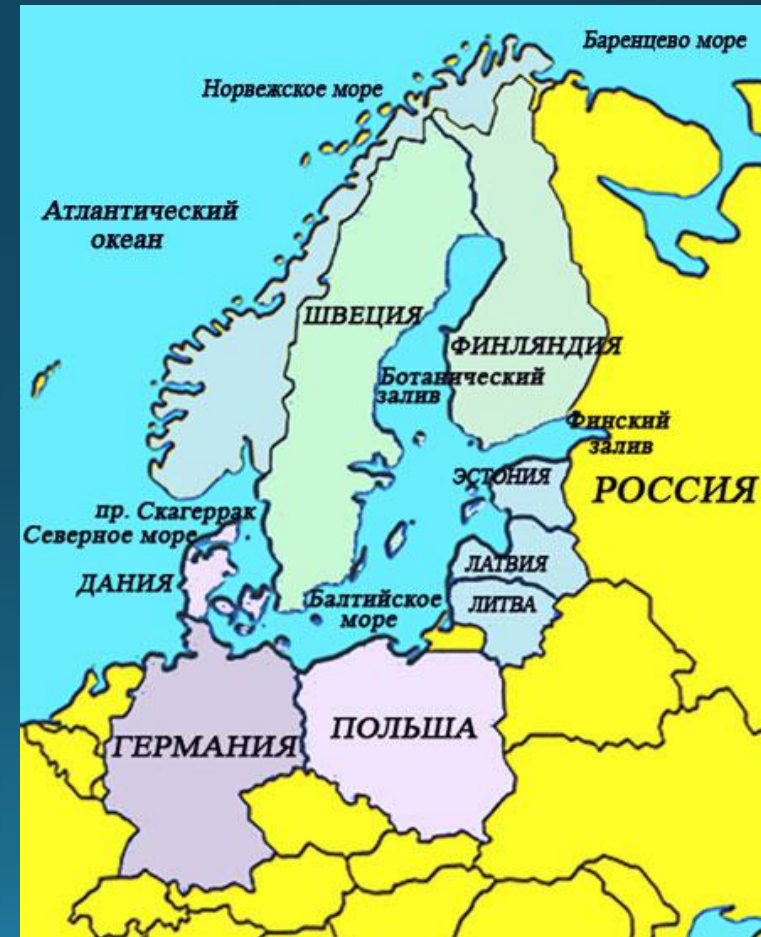 Баренцево море
Норвежское море
Атлантический
океан
ШВЕЦИЯ
ФИНЛЯНДИЯ
Ботанический
залив
Финский
залив
ЭСТОНИЯ
РОССИЯ
пр. Скагеррак
Северное море
ЛАТВИЯ
ДАНИЯ
Балтийское
море
ЛИТВА
ПОЛЬША
ГЕРМАНИЯ